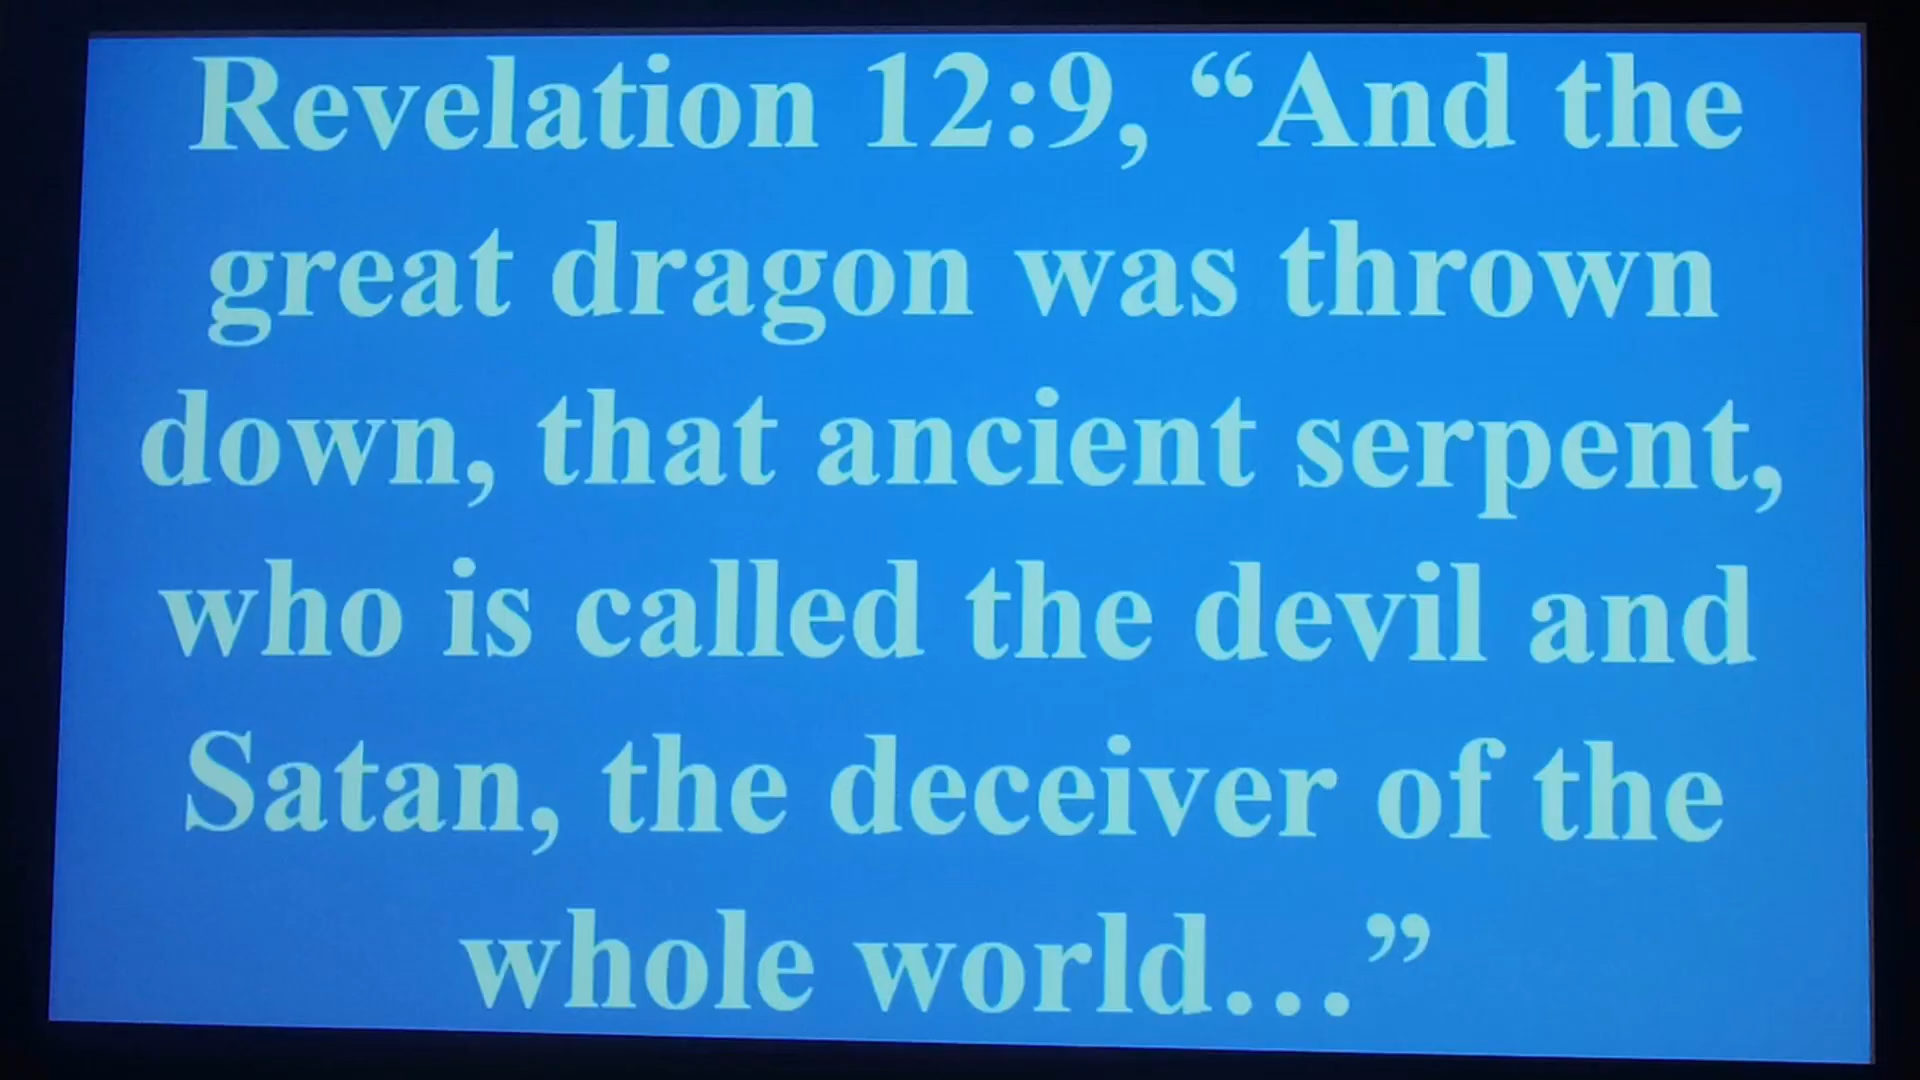 Revelation 12:9, “And the
great dragon was thrown
down, that ancient serpent,
who is called the devil and
Satan, the deceiver of the
whole world…”